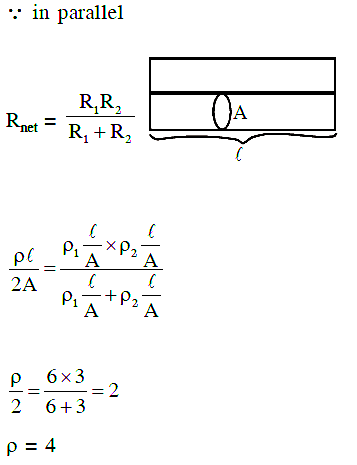 ∵ in parallel
R_net = R₁R₂ / (R₁ + R₂)
A
ℓ
ρℓ / 2A = (ρ₁ ℓ/A × ρ₂ ℓ/A) / (ρ₁ ℓ/A + ρ₂ ℓ/A)
ρ / 2 = (6 × 3) / (6 + 3) = 2
ρ = 4